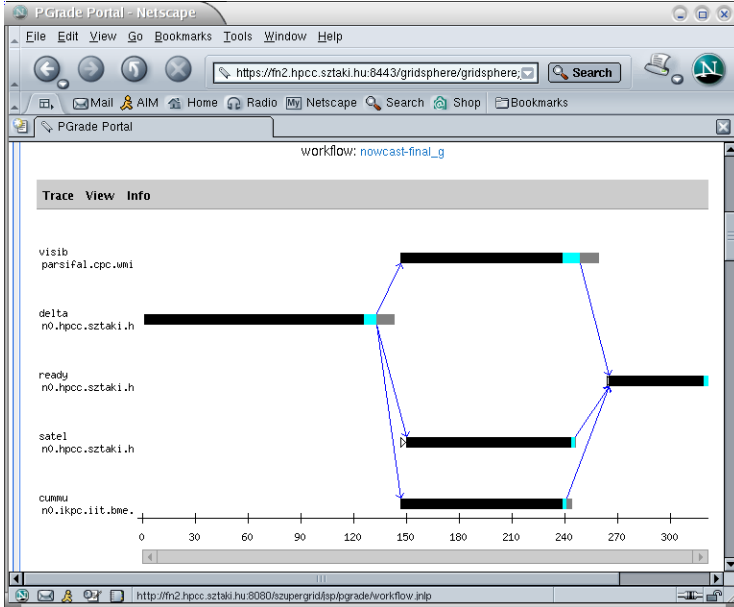 PGrade Portal - Netscape
File Edit View Go Bookmarks Tools Window Help
https://fn2.hpcc.sztaki.hu:8443/gridsphere/gridsphere; Search N
Mail AIM Home Radio My Netscape Search Shop Bookmarks
PGrade Portal
workflow: nowcast-final_g
Trace View Info
visib
parsifal.cpc.wmi
delta
n0.hpcc.sztaki.h
ready
n0.hpcc.sztaki.h
satel
n0.hpcc.sztaki.h
cummu
n0.ikpc.iit.bme.
0 30 60 90 120 150 180 210 240 270 300
http://fn2.hpcc.sztaki.hu:8080/szupergrid/jsp/pgrade/workflow.jnlp